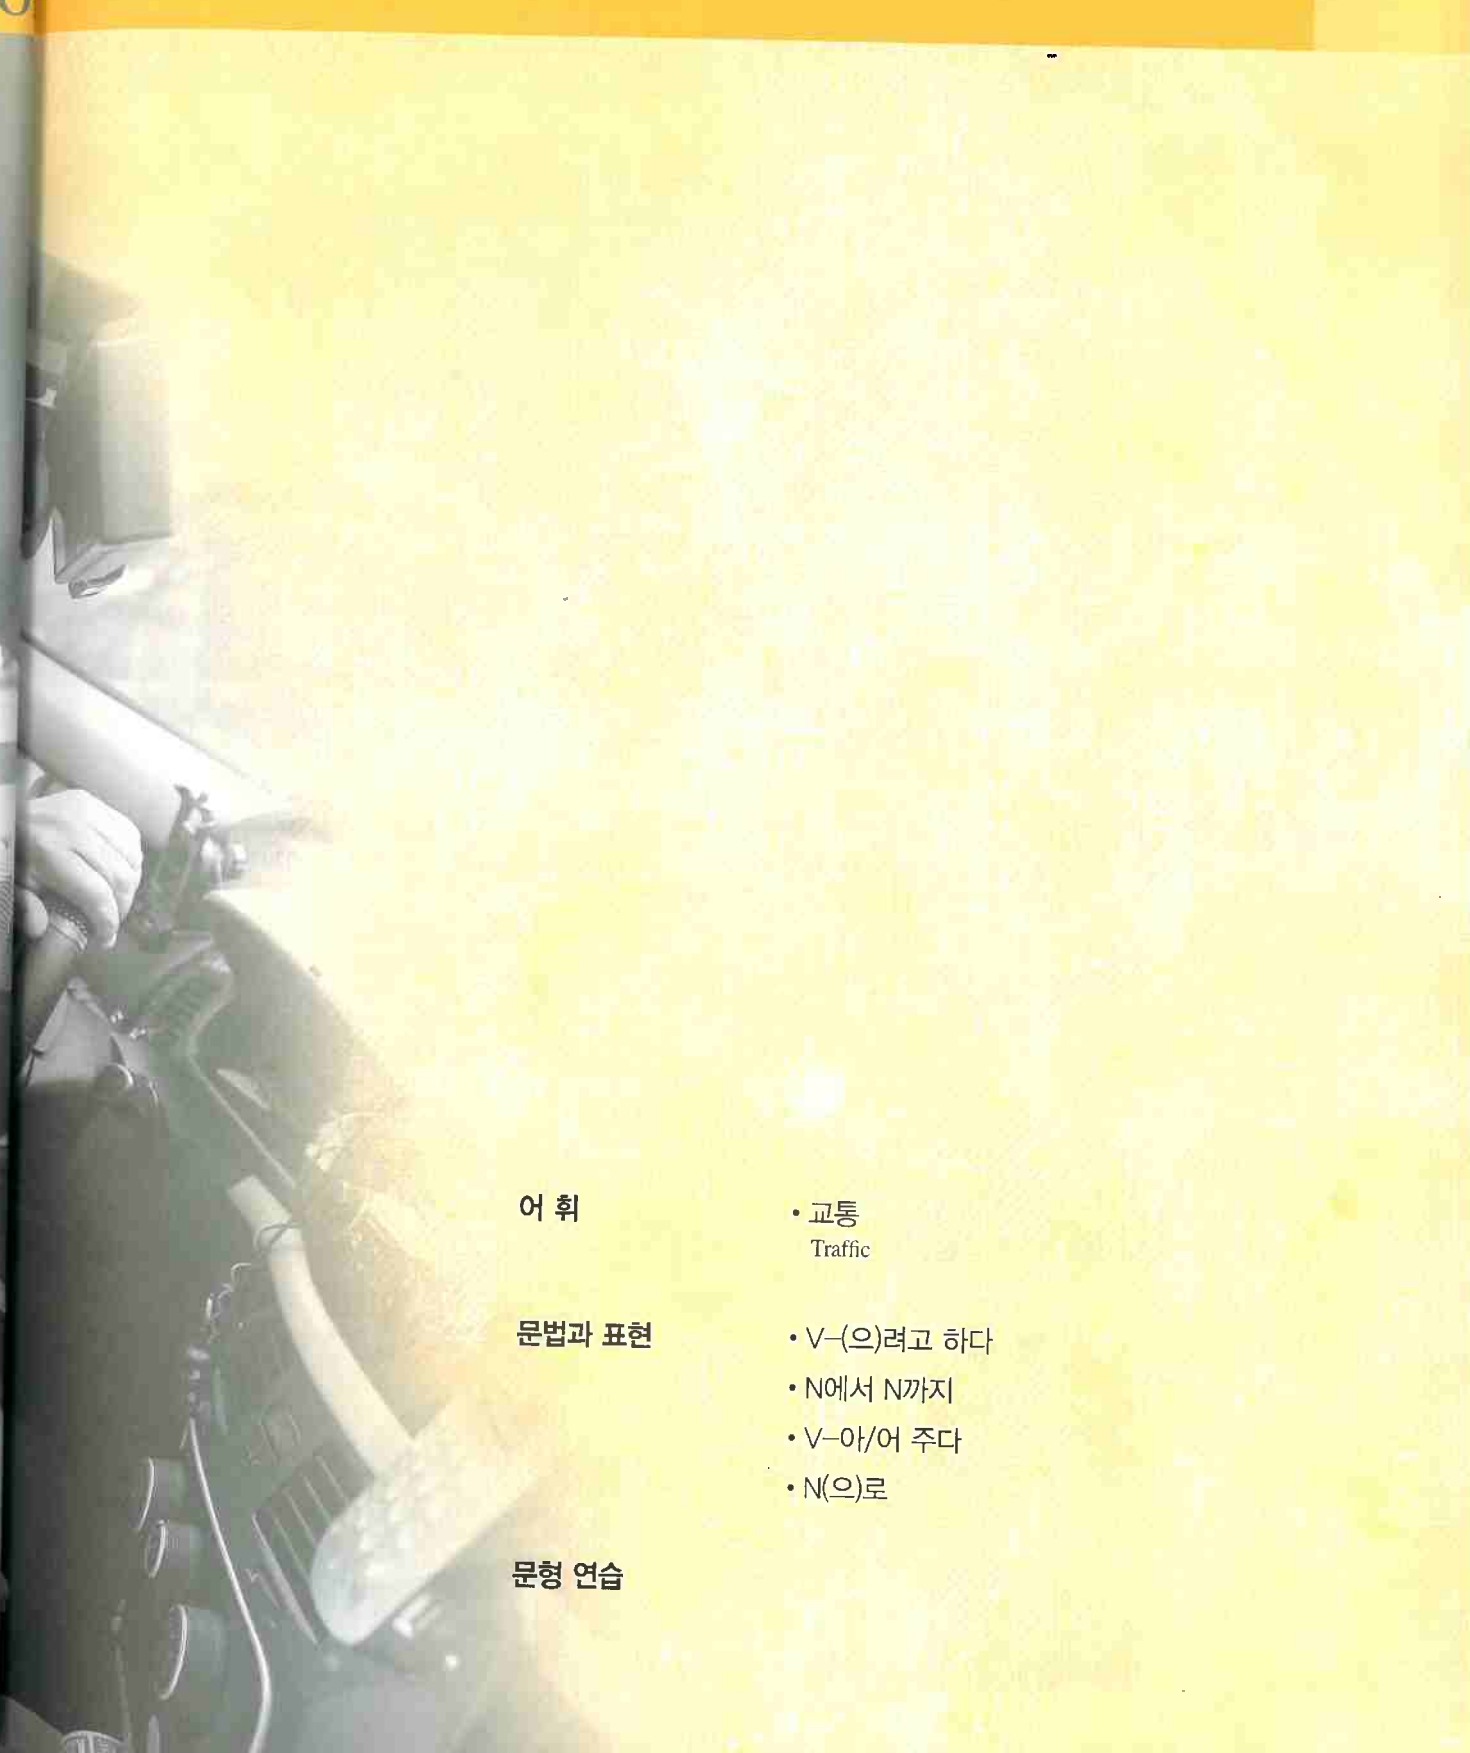 어 휘
• 교통
Traffic
문법과 표현
• V-(으)려고 하다
• N에서 N까지
• V-아/어 주다
• N(으)로
문형 연습